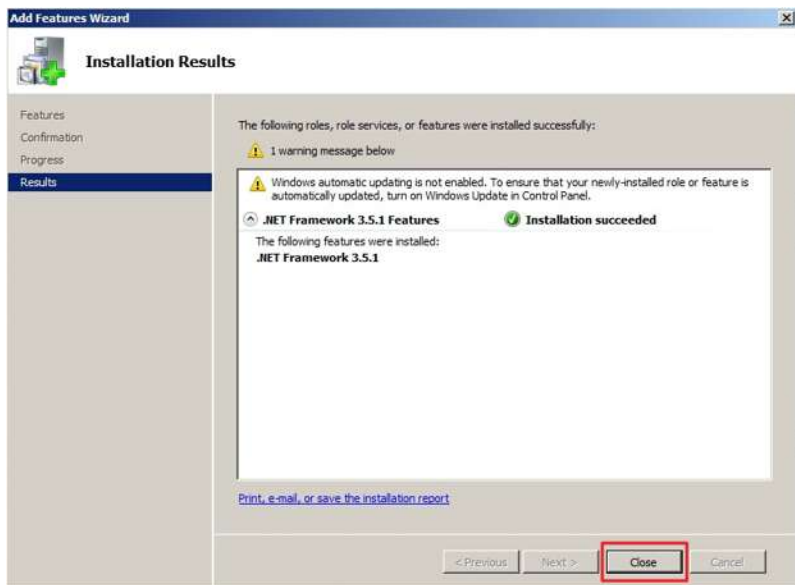 Add Features Wizard
Installation Results
Features
Confirmation
Progress
Results
The following roles, role services, or features were installed successfully:
1 warning message below
Windows automatic updating is not enabled. To ensure that your newly-installed role or feature is
automatically updated, turn on Windows Update in Control Panel.
.NET Framework 3.5.1 Features Installation succeeded
The following features were installed:
.NET Framework 3.5.1
Print, e-mail, or save the installation report
< Previous Next > Close Cancel